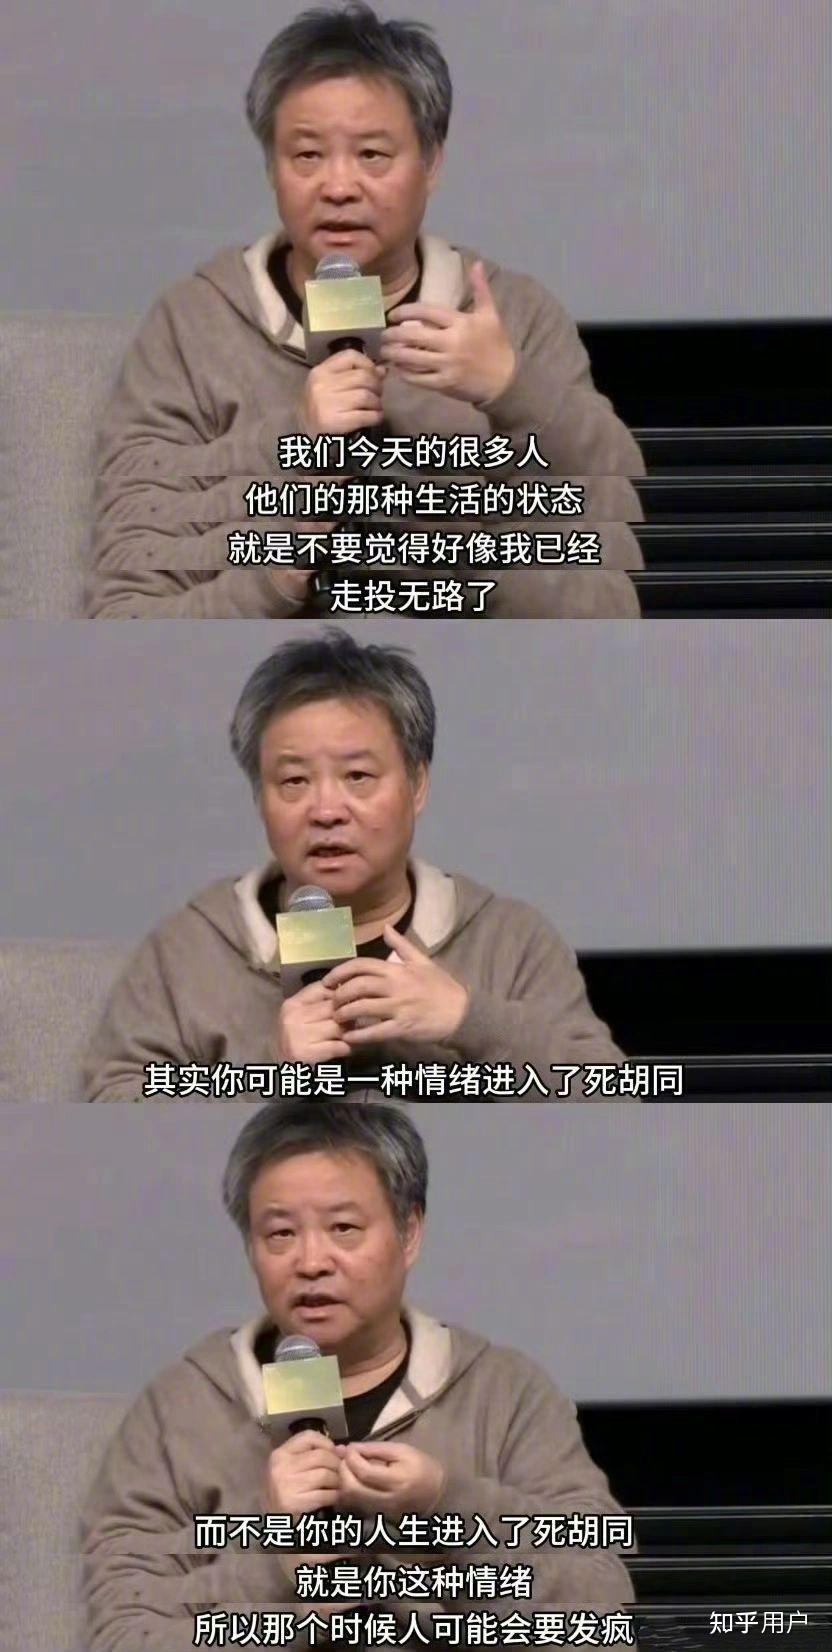 我们今天的很多人
他们的那种生活的状态
就是不要觉得好像我已经
走投无路了
其实你可能是一种情绪进入了死胡同
而不是你的人生进入了死胡同
就是你这种情绪
所以那个时候人可能会要发疯
知乎用户